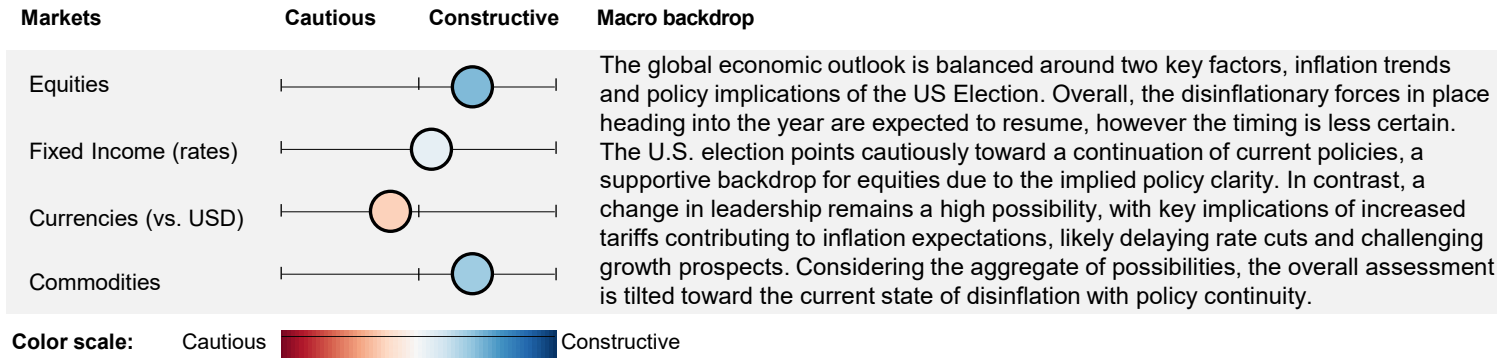 Markets Cautious Constructive Macro backdrop
Equities
Fixed Income (rates)
Currencies (vs. USD)
Commodities
The global economic outlook is balanced around two key factors, inflation trends
and policy implications of the US Election. Overall, the disinflationary forces in place
heading into the year are expected to resume, however the timing is less certain.
The U.S. election points cautiously toward a continuation of current policies, a
supportive backdrop for equities due to the implied policy clarity. In contrast, a
change in leadership remains a high possibility, with key implications of increased
tariffs contributing to inflation expectations, likely delaying rate cuts and challenging
growth prospects. Considering the aggregate of possibilities, the overall assessment
is tilted toward the current state of disinflation with policy continuity.
Color scale: Cautious Constructive